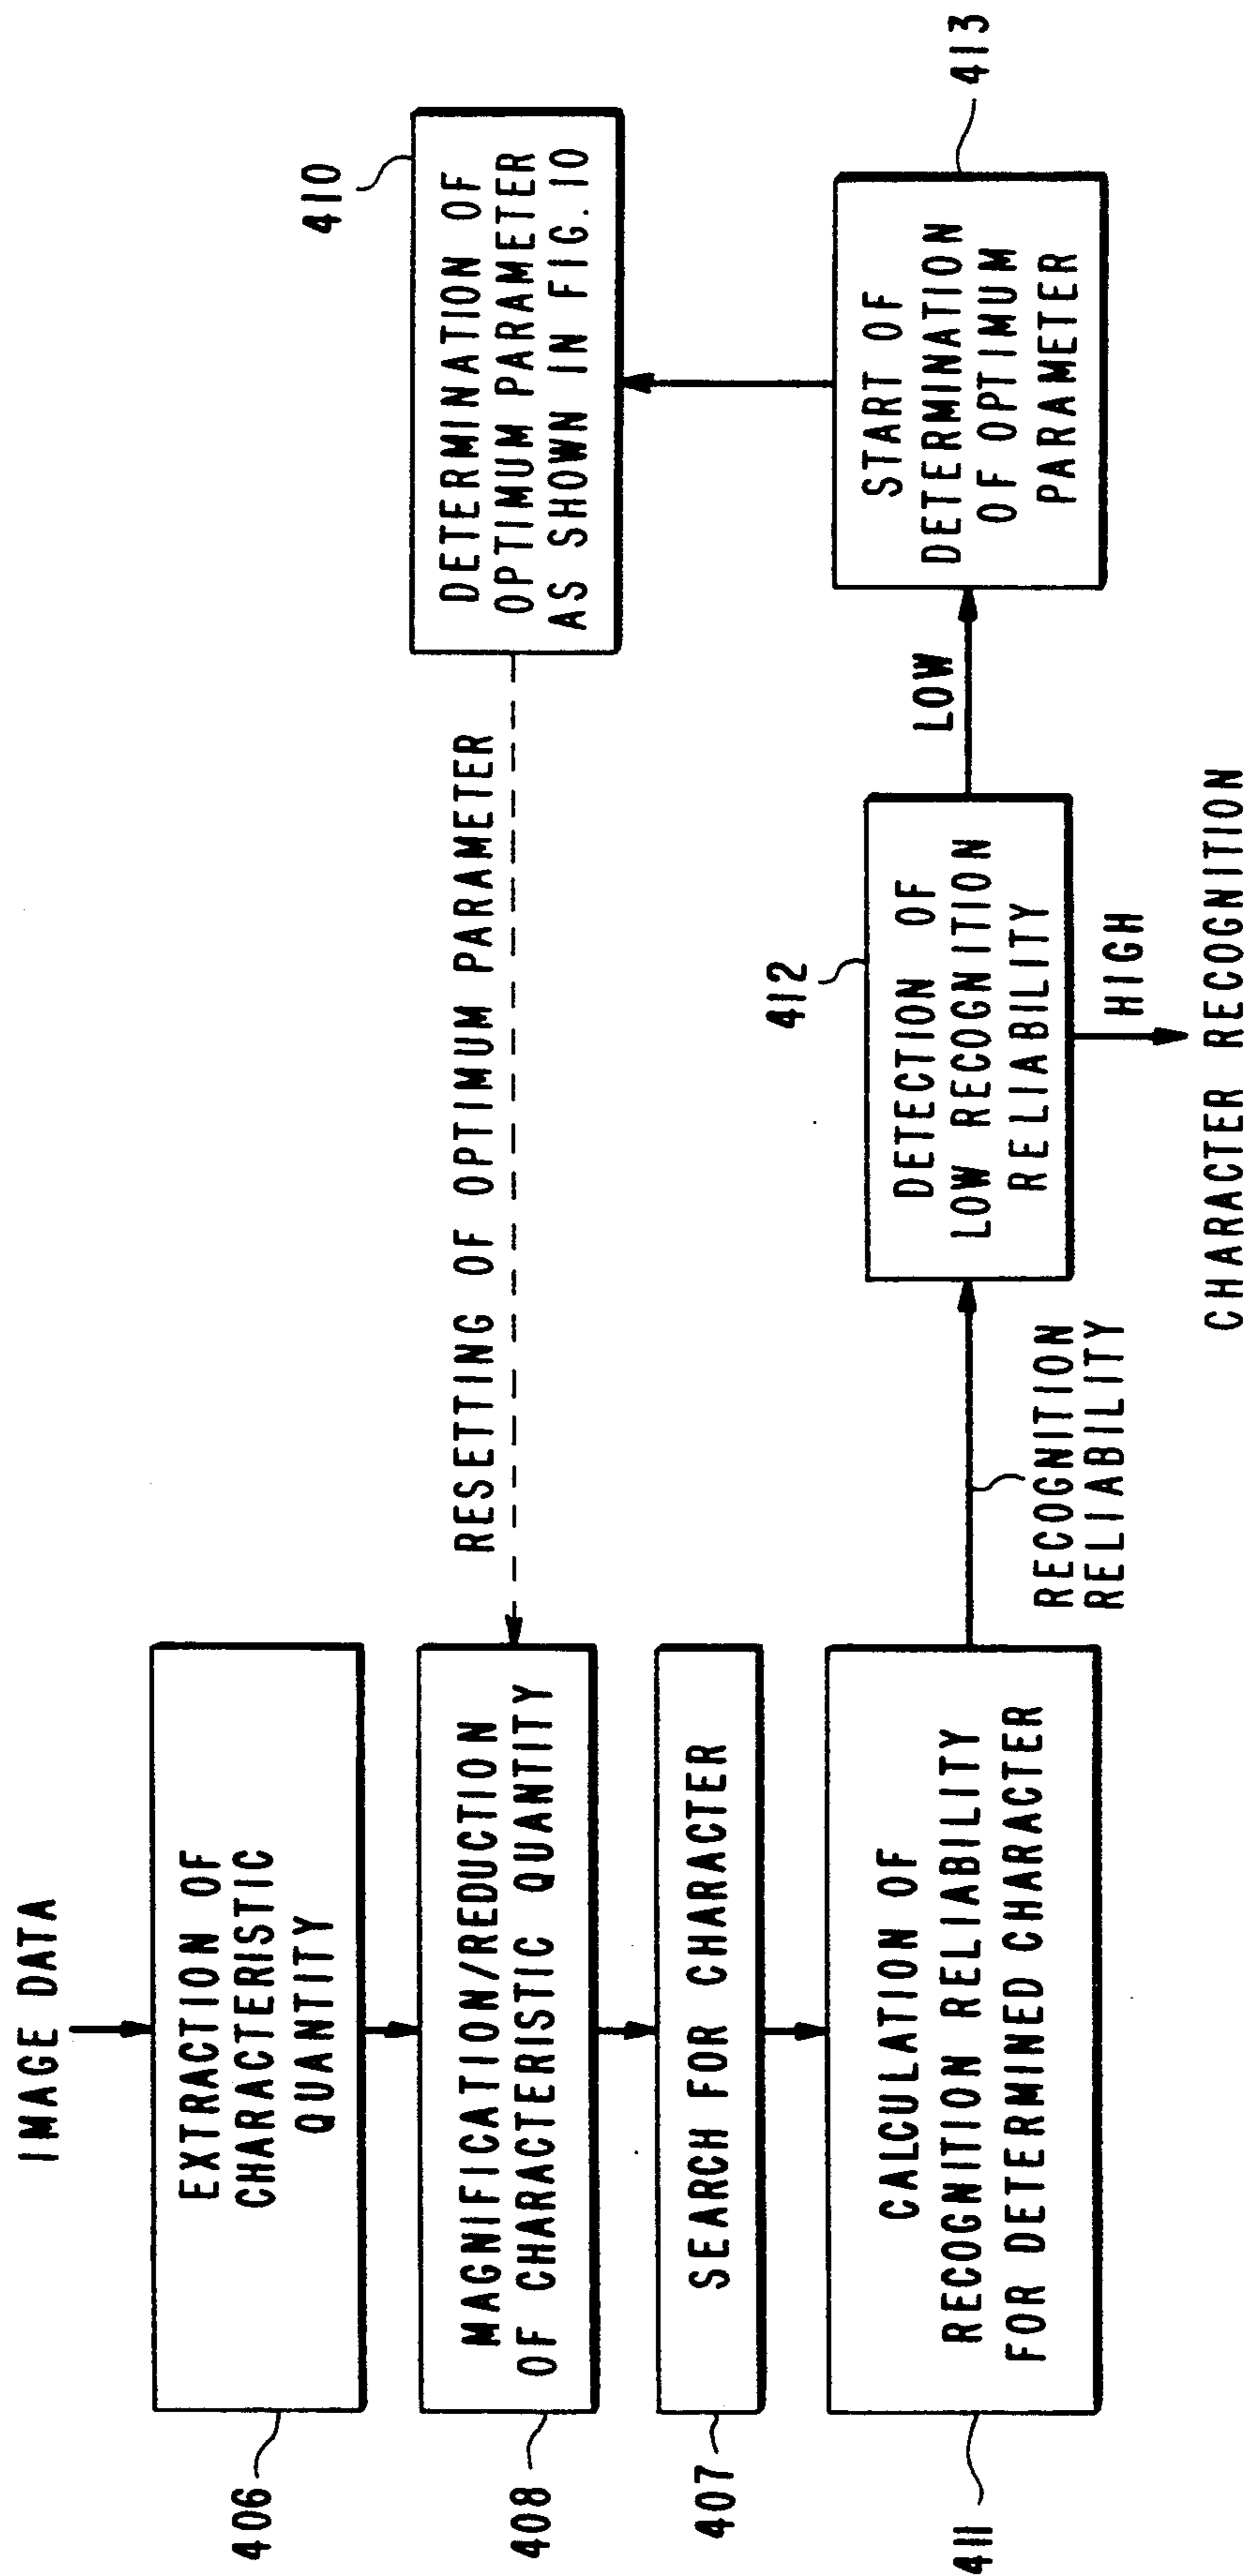 IMAGE DATA
EXTRACTION OF
CHARACTERISTIC
QUANTITY
406
MAGNIFICATION/REDUCTION
OF CHARACTERISTIC QUANTITY
408
SEARCH FOR CHARACTER
407
CALCULATION OF
RECOGNITION RELIABILITY
FOR DETERMINED CHARACTER
411
RECOGNITION
RELIABILITY
412
DETECTION OF
LOW RECOGNITION
RELIABILITY
HIGH
CHARACTER RECOGNITION
LOW
START OF
DETERMINATION
OF OPTIMUM
PARAMETER
413
410
DETERMINATION OF
OPTIMUM PARAMETER
AS SHOWN IN FIG. 10
RESETTING OF OPTIMUM PARAMETER